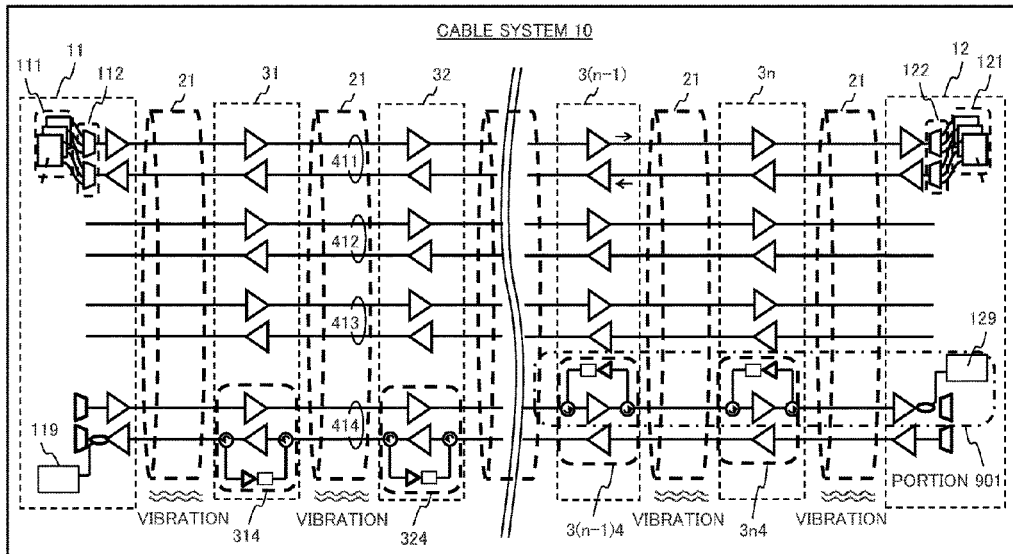 CABLE SYSTEM 10
11
111
112
21
31
21
32
3(n-1)
21
3n
21
12
122
121
411
412
413
414
129
119
VIBRATION
314
VIBRATION
324
3(n-1)4
VIBRATION
3n4
VIBRATION
PORTION 901